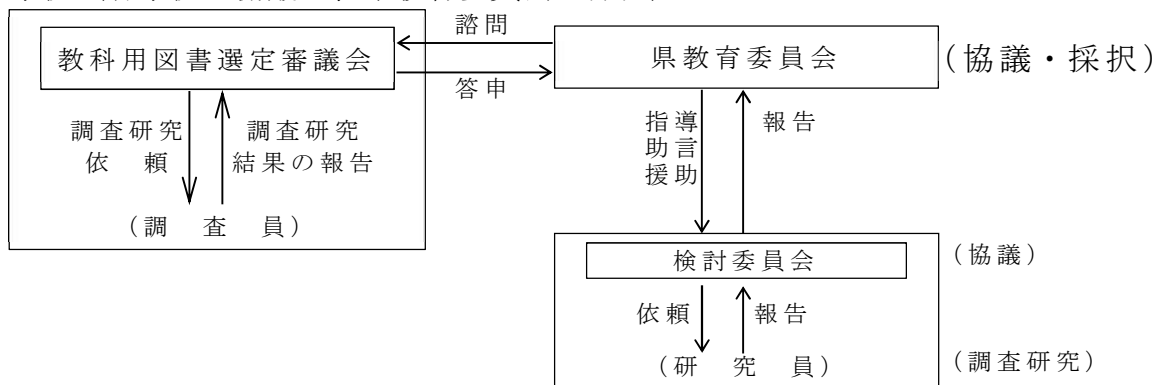 諮問
教科用図書選定審議会
県教育委員会
(協議・採択)
答申
調査研究
依頼
調査研究
結果の報告
指導
助言
援助
報告
(調査員)
検討委員会
(協議)
依頼
報告
(研究員)
(調査研究)